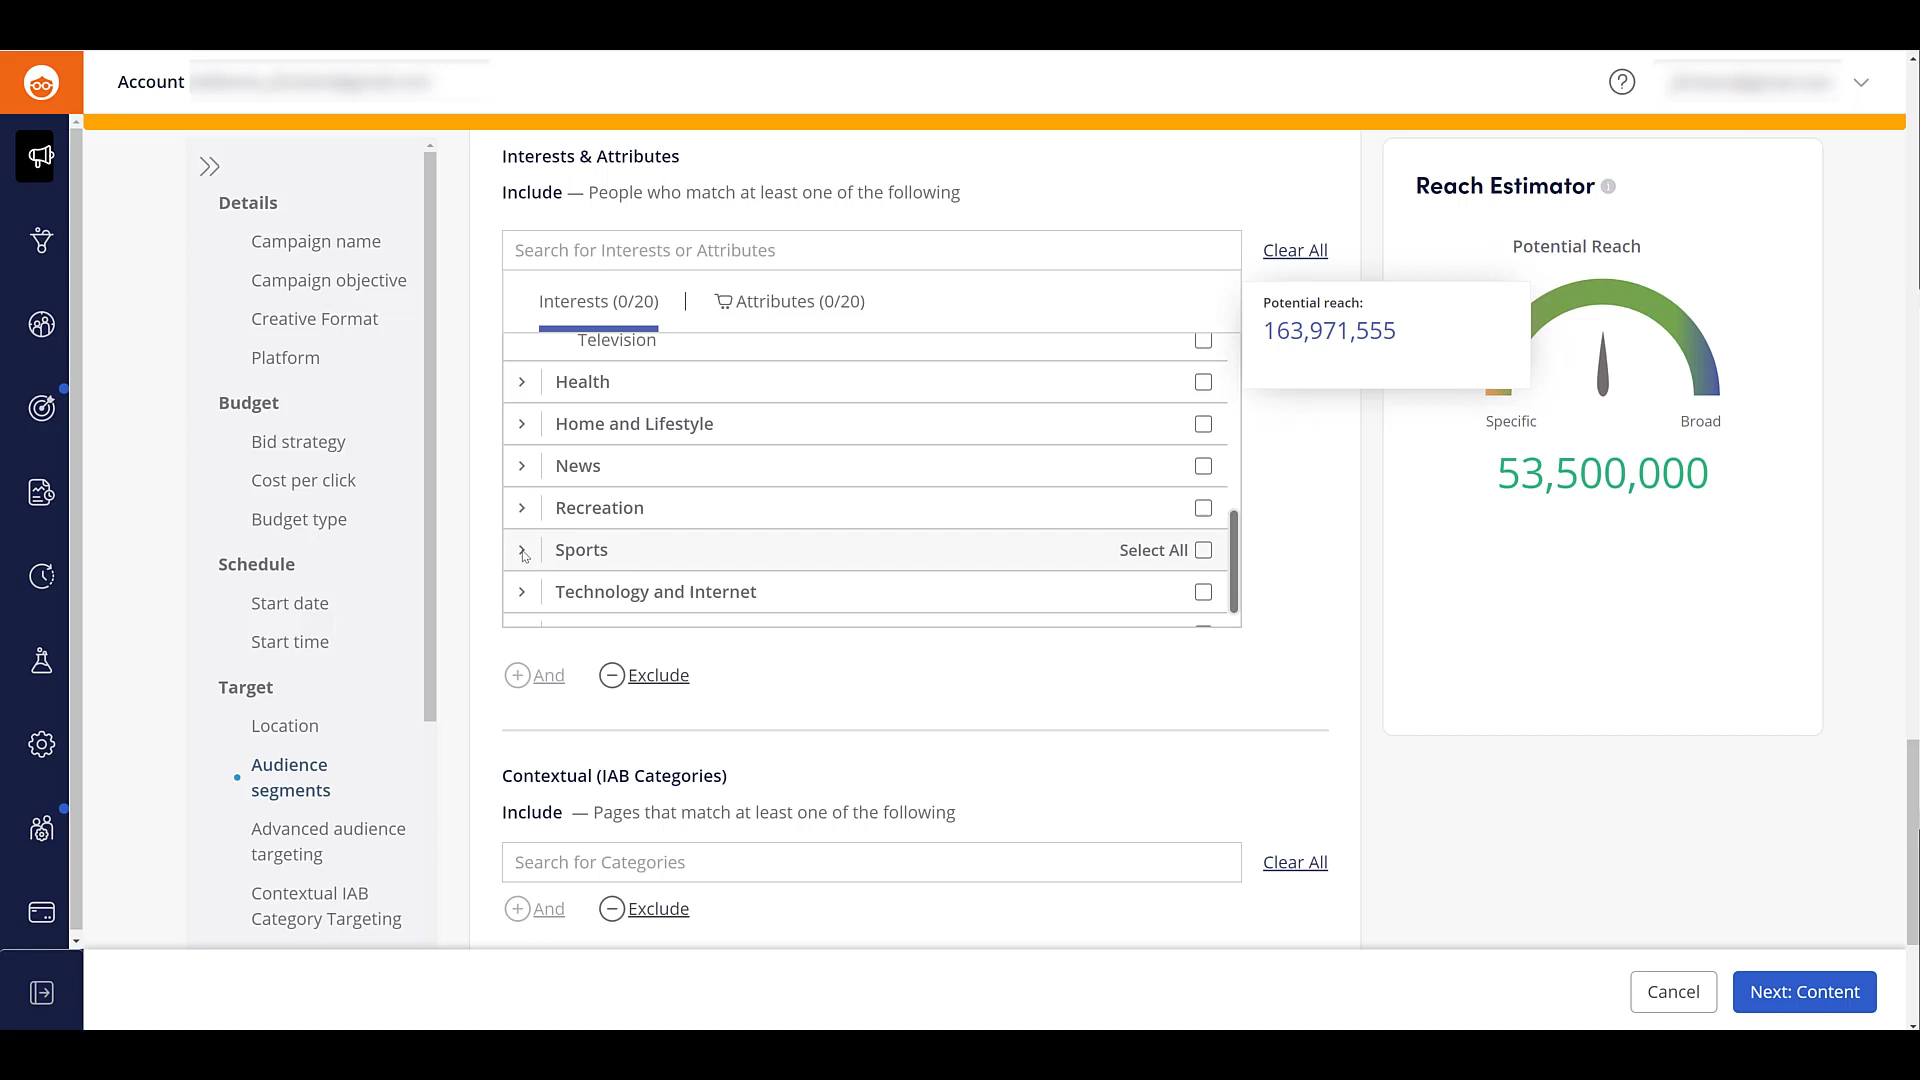 Account
Details
Campaign name
Campaign objective
Creative Format
Platform
Budget
Bid strategy
Cost per click
Budget type
Schedule
Start date
Start time
Target
Location
Audience
segments
Advanced audience
targeting
Contextual IAB
Category Targeting
Interests & Attributes
Include — People who match at least one of the following
Search for Interests or Attributes
Clear All
Interests (0/20)
Attributes (0/20)
Television
Health
Home and Lifestyle
News
Recreation
Sports
Select All
Technology and Internet
And
Exclude
Contextual (IAB Categories)
Include — Pages that match at least one of the following
Search for Categories
Clear All
And
Exclude
Reach Estimator
Potential Reach
Potential reach:
163,971,555
Specific
Broad
53,500,000
Cancel
Next: Content